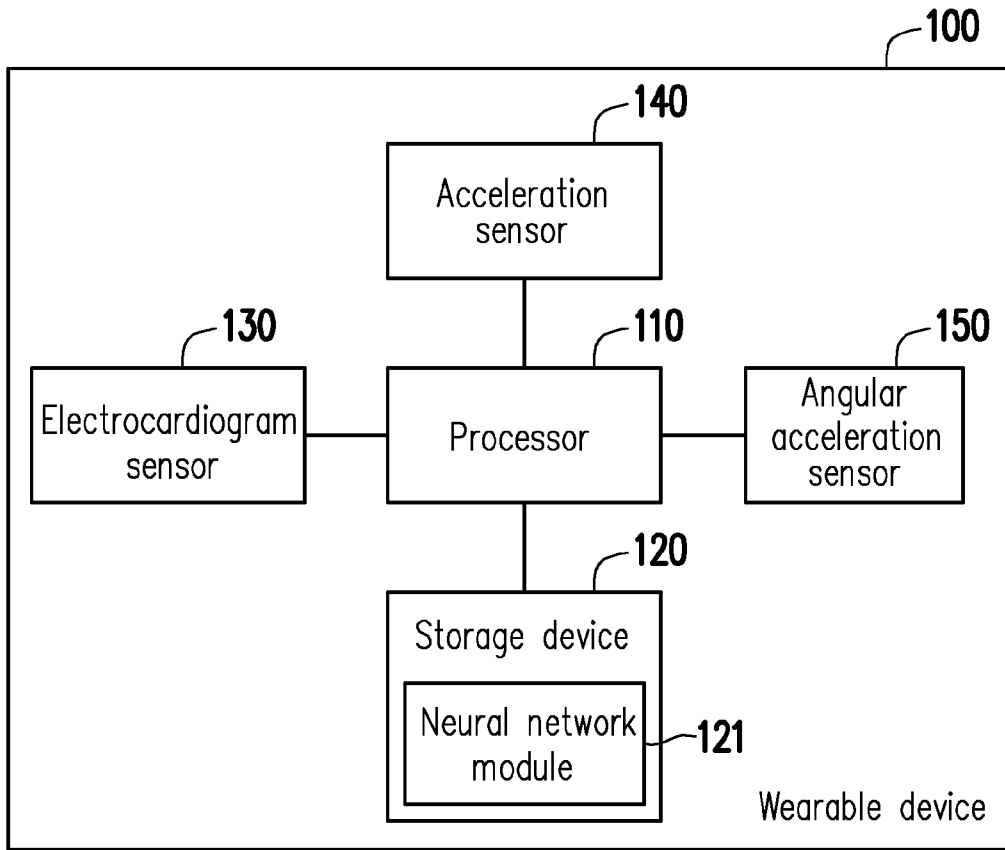 100
140
Acceleration
sensor
130
110
150
Electrocardiogram
sensor
Processor
Angular
acceleration
sensor
120
Storage device
Neural network
module
121
Wearable device